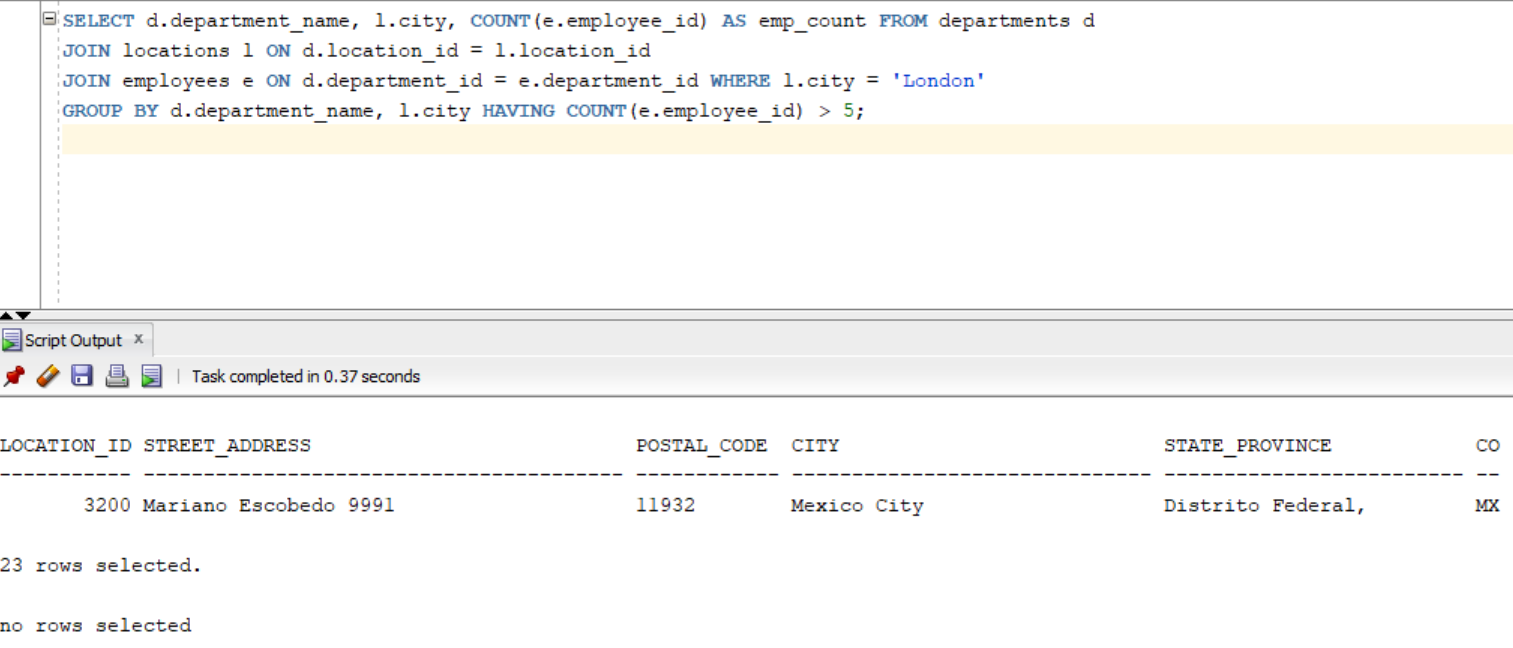 SELECT d.department_name, l.city, COUNT(e.employee_id) AS emp_count FROM departments d
JOIN locations l ON d.location_id = l.location_id
JOIN employees e ON d.department_id = e.department_id WHERE l.city = 'London'
GROUP BY d.department_name, l.city HAVING COUNT(e.employee_id) > 5;
Script Output x
| Task completed in 0.37 seconds
LOCATION_ID STREET_ADDRESS POSTAL_CODE CITY STATE_PROVINCE CO
----------- ---------------------------------------- ------------ ------------------------------ ------------------------- --
3200 Mariano Escobedo 9991 11932 Mexico City Distrito Federal, MX
23 rows selected.
no rows selected